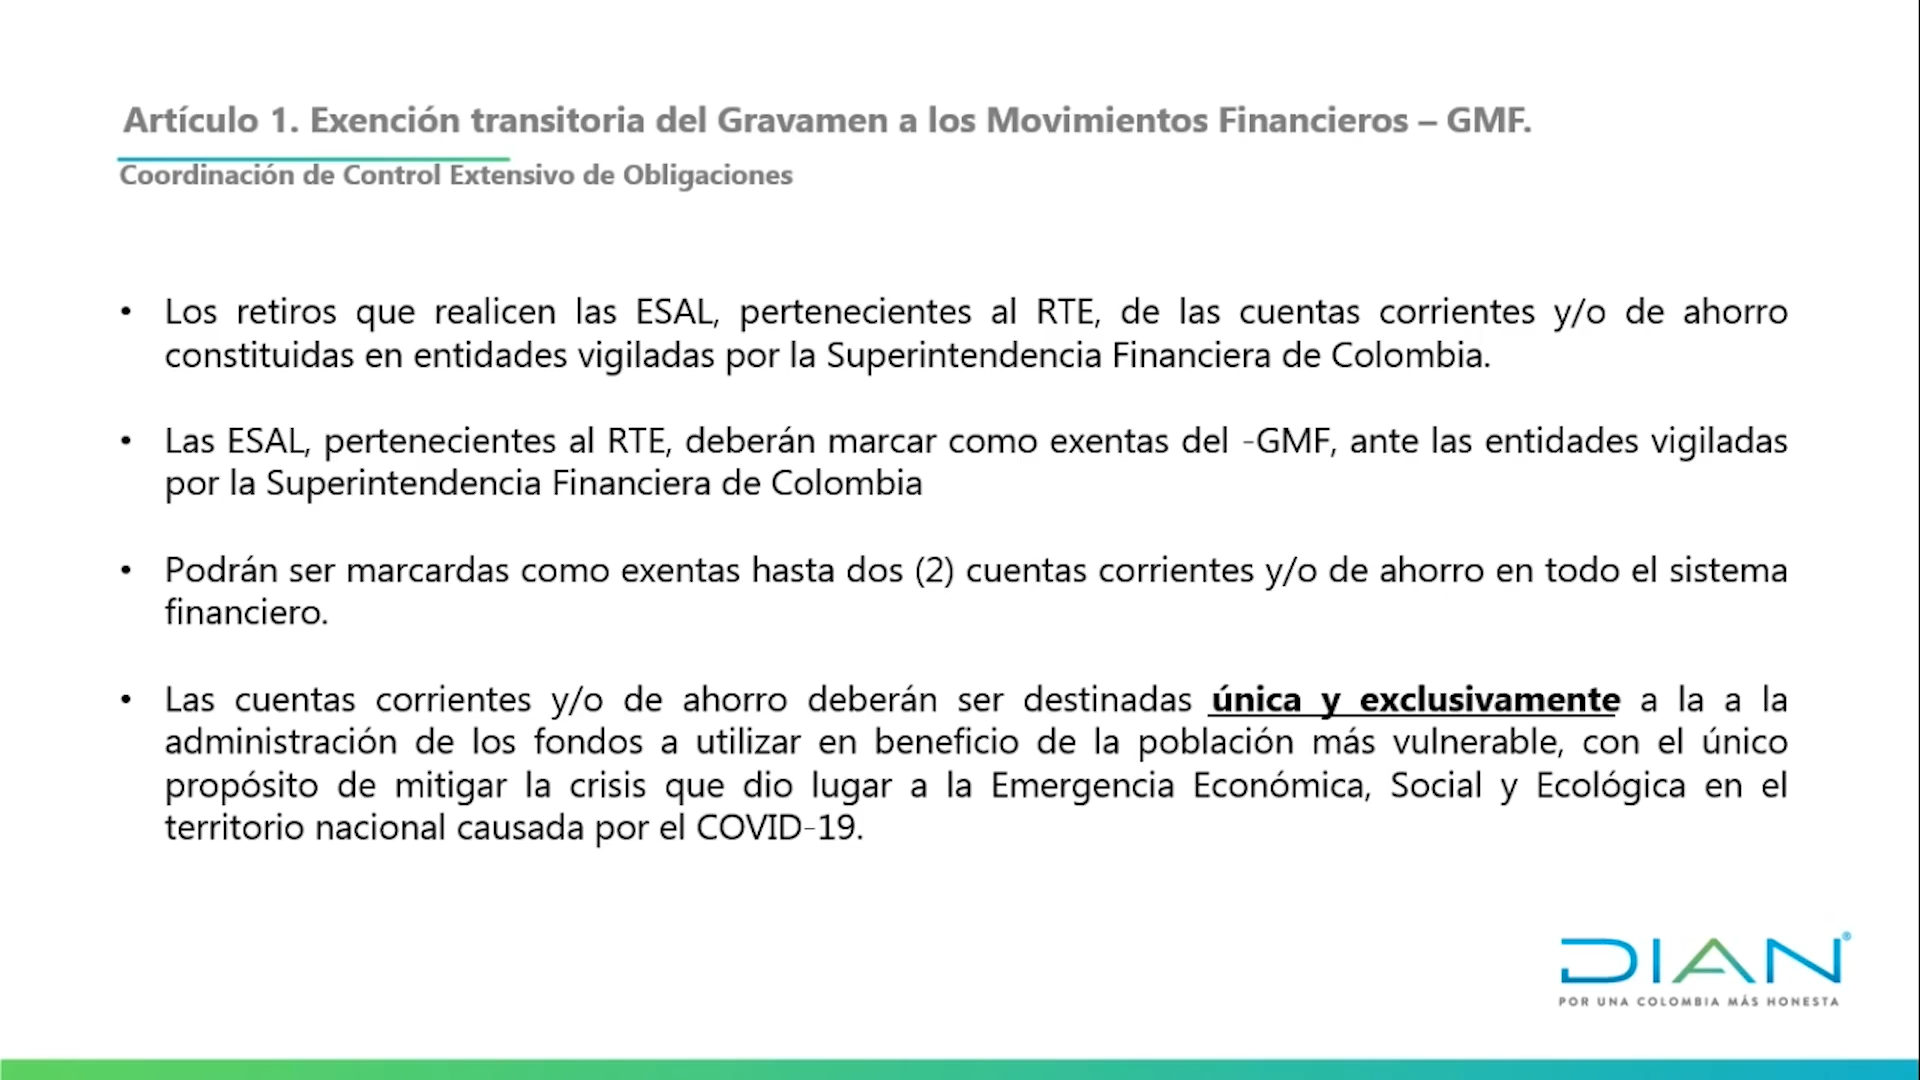 Artículo 1. Exención transitoria del Gravamen a los Movimientos Financieros – GMF.
Coordinación de Control Extensivo de Obligaciones
• Los retiros que realicen las ESAL, pertenecientes al RTE, de las cuentas corrientes y/o de ahorro
constituidas en entidades vigiladas por la Superintendencia Financiera de Colombia.
• Las ESAL, pertenecientes al RTE, deberán marcar como exentas del -GMF, ante las entidades vigiladas
por la Superintendencia Financiera de Colombia
• Podrán ser marcardas como exentas hasta dos (2) cuentas corrientes y/o de ahorro en todo el sistema
financiero.
• Las cuentas corrientes y/o de ahorro deberán ser destinadas única y exclusivamente a la a la
administración de los fondos a utilizar en beneficio de la población más vulnerable, con el único
propósito de mitigar la crisis que dio lugar a la Emergencia Económica, Social y Ecológica en el
territorio nacional causada por el COVID-19.
DIAN®
POR UNA COLOMBIA MÁS HONESTA